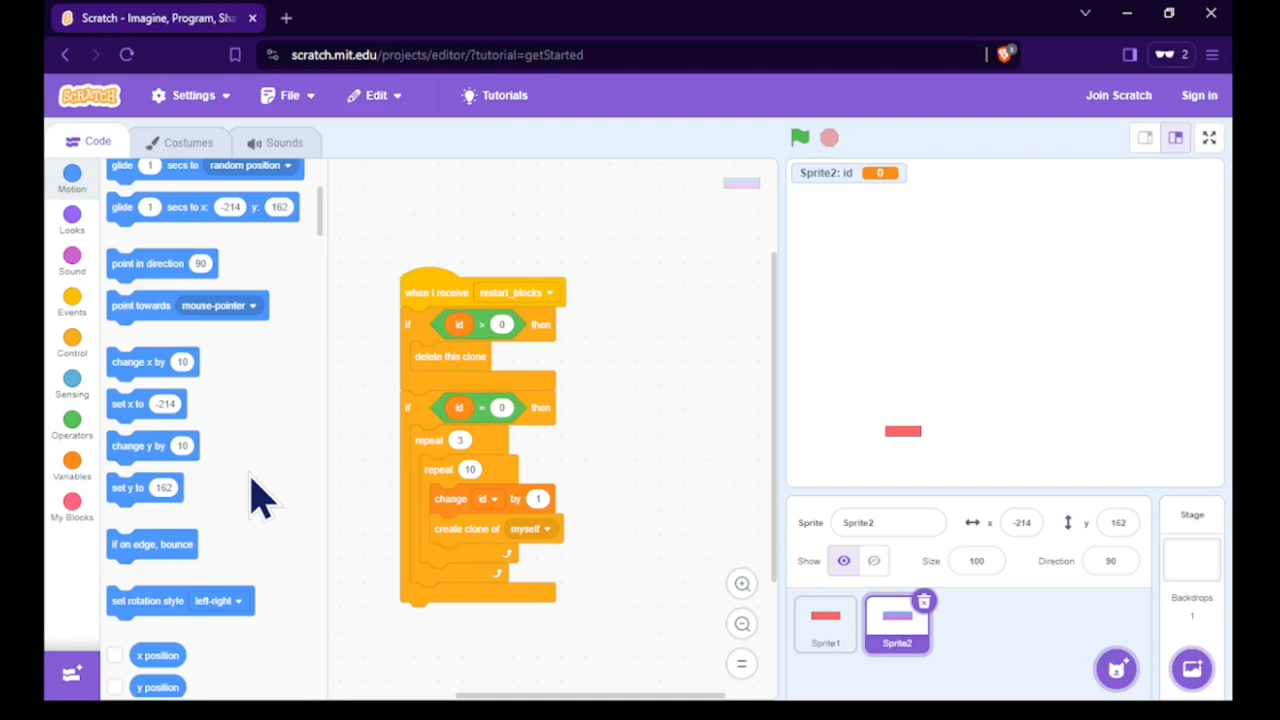 Scratch - Imagine, Program, Sha
scratch.mit.edu/projects/editor/?tutorial=getStarted
2
SCRATCH
Settings
File
Edit
Tutorials
Join Scratch
Sign in
Code
Costumes
Sounds
Motion
Looks
Sound
Events
Control
Sensing
Operators
Variables
My Blocks
glide 1 secs to random position
glide 1 secs to x: -214 y: 162
point in direction 90
point towards mouse-pointer
change x by 10
set x to -214
change y by 10
set y to 162
if on edge, bounce
set rotation style left-right
x position
y position
when I receive restart_blocks
if id > 0 then
delete this clone
if id = 0 then
repeat 3
repeat 10
change id by 1
create clone of myself
Sprite2: id 0
Sprite Sprite2 x -214 y 162
Show Size 100 Direction 90
Sprite1
Sprite2
Stage
Backdrops
1